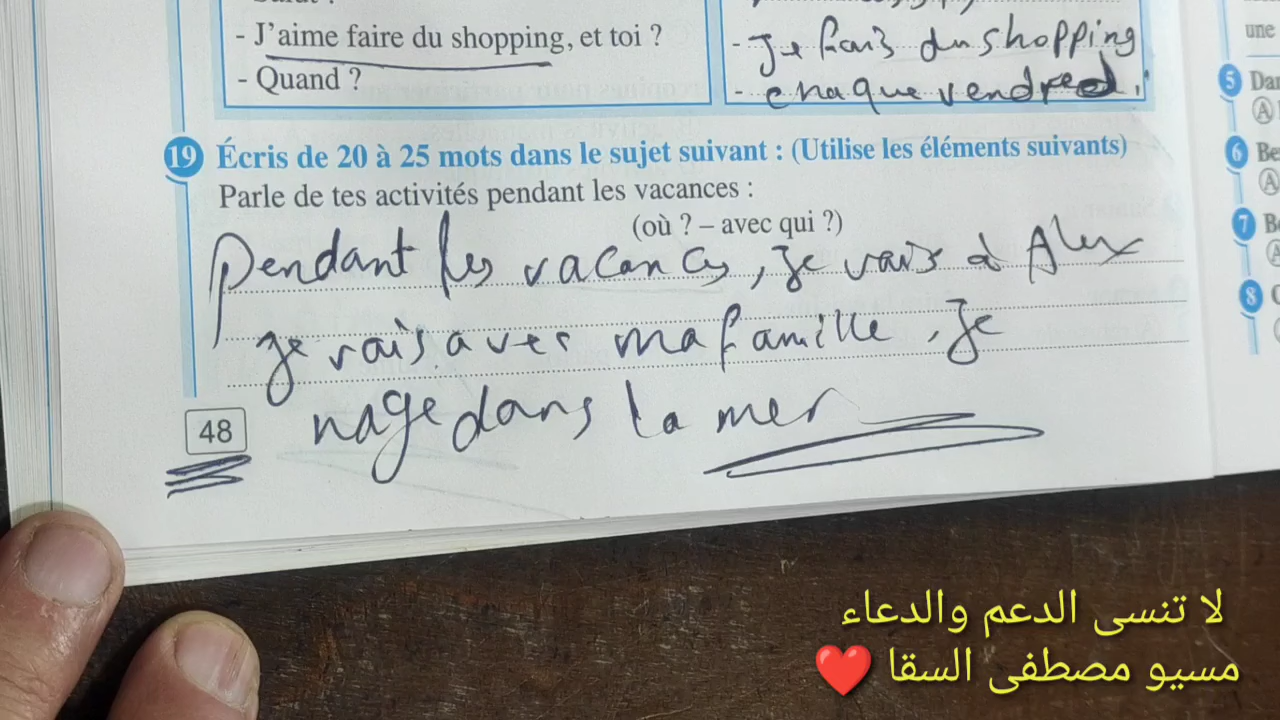 - J'aime faire du shopping, et toi ?
- Quand ?
- Je fais du shopping
- chaque vendredi
19 Écris de 20 à 25 mots dans le sujet suivant : (Utilise les éléments suivants)
Parle de tes activités pendant les vacances :
(où ? – avec qui ?)
Pendant les vacances, je vais à Alex
je vais avec ma famille, Je
nage dans la mer
48
une
5 Dan
A
6 Be
A
7 Be
A
8
لا تنسى الدعم والدعاء
مسيو مصطفى السقا